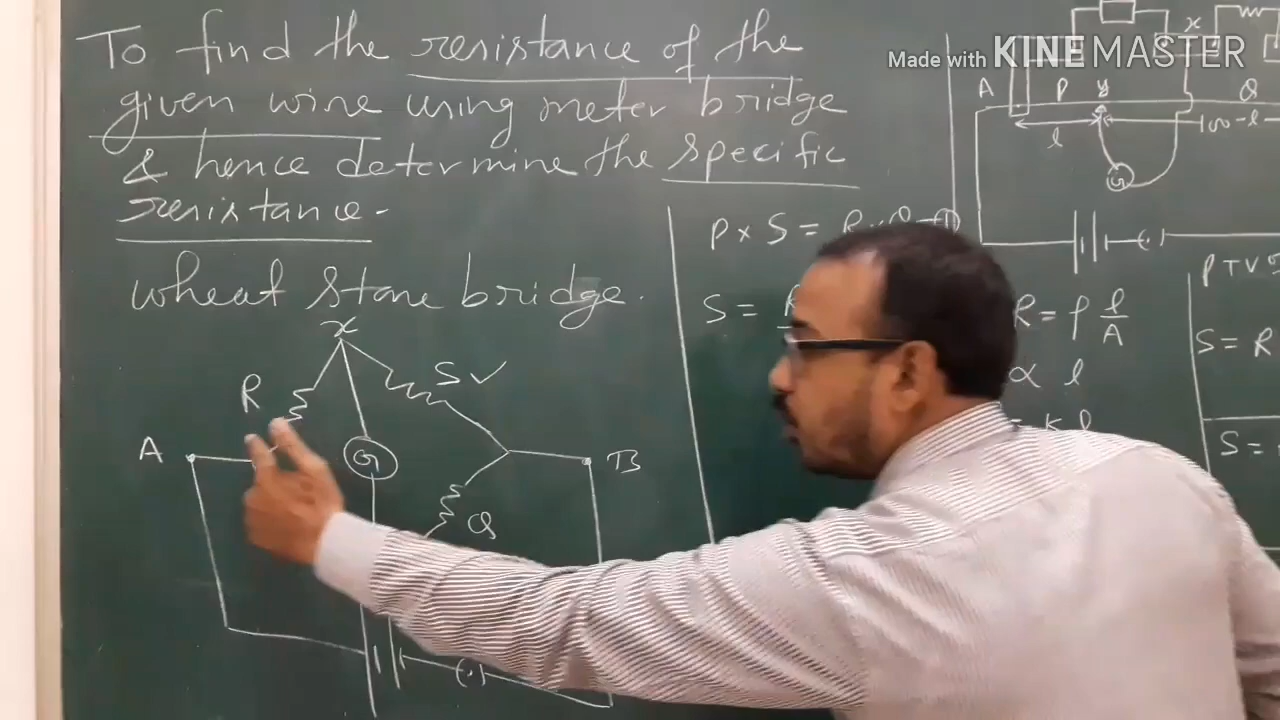 To find the resistance of the
given wire using meter bridge
& hence determine the specific
resistance.
wheat stone bridge.
x
R
S ✓
A
G
B
Q
P x S =
S =
R = ρ l/A
∝ l
= k l
Made with KINEMASTER
x
A
P
y
Q
l
100-l
G
P T V
S = R
S =